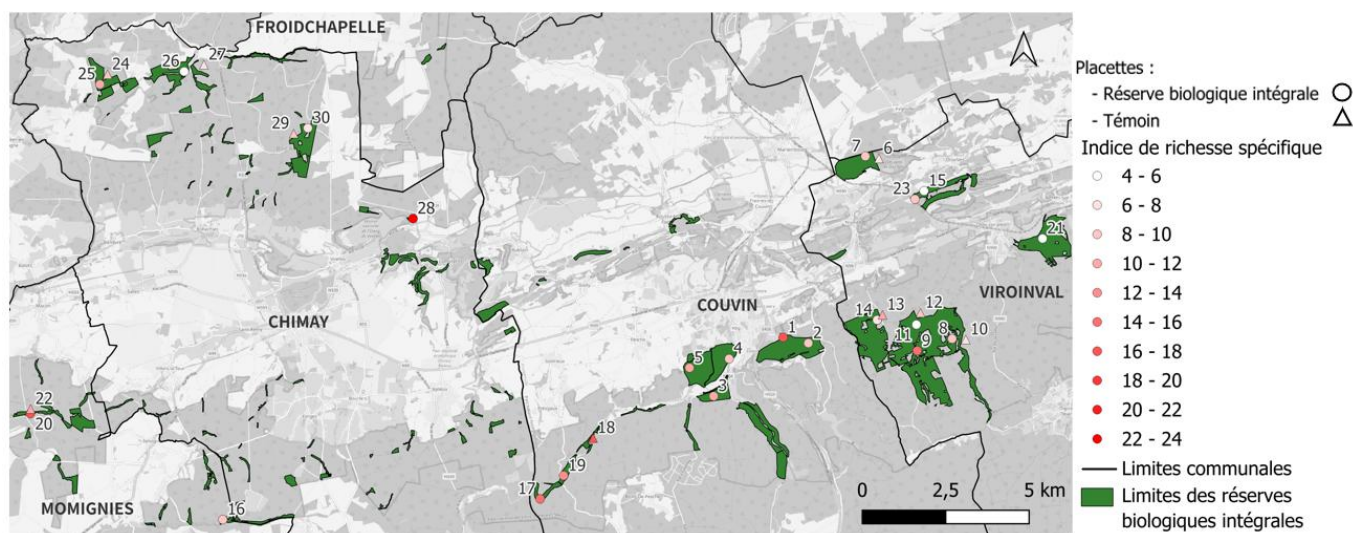 FROIDCHAPELLE
27
26
24
25
29
30
28
7
6
15
23
21
VIROINVAL
COUVIN
CHIMAY
14
13
12
11
8
10
9
1
2
4
5
3
22
20
18
19
17
16
MOMIGNIES
0
2,5
5 km
Placettes :
- Réserve biologique intégrale
- Témoin
Indice de richesse spécifique
4 - 6
6 - 8
8 - 10
10 - 12
12 - 14
14 - 16
16 - 18
18 - 20
20 - 22
22 - 24
Limites communales
Limites des réserves
biologiques intégrales